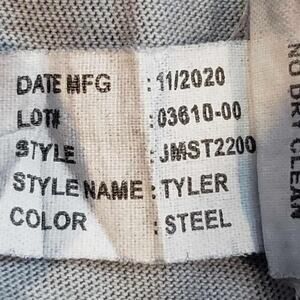 DATE MFG : 11/2020
LOT# : 03610-00
STYLE : JMST2200
STYLE NAME : TYLER
COLOR : STEEL
NO DRY CLEAN